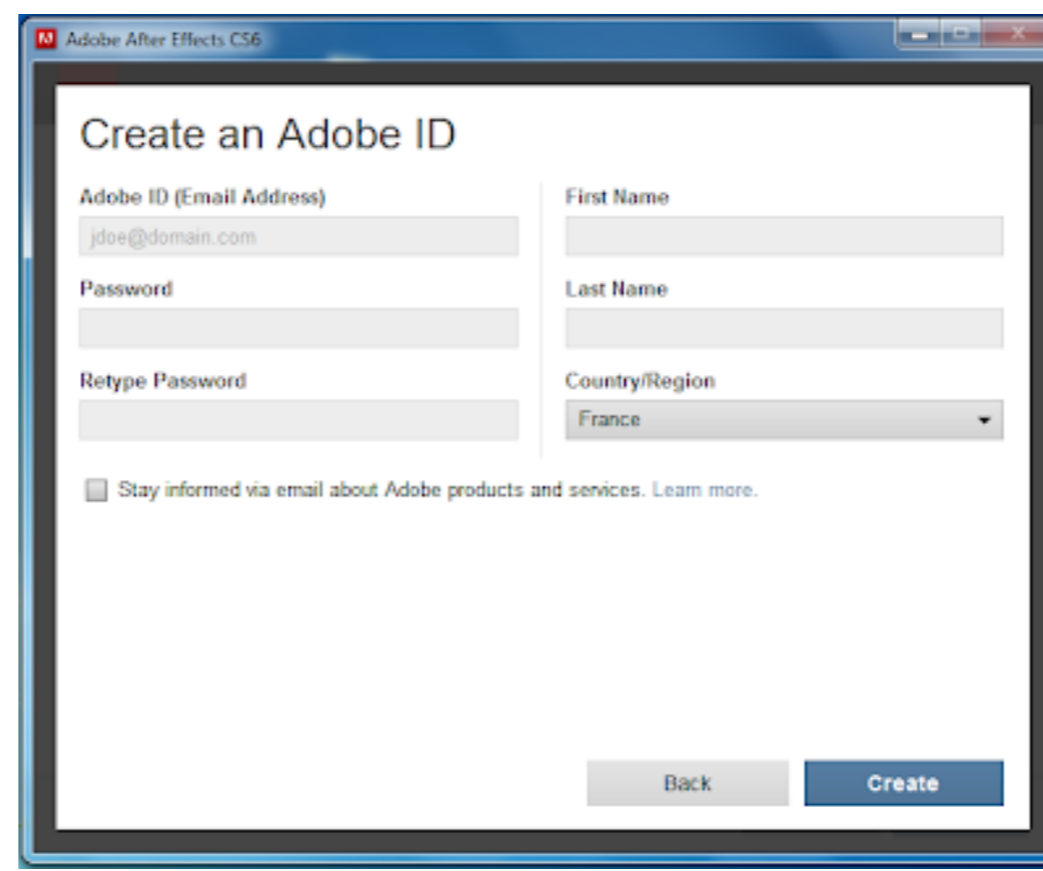 Adobe After Effects CS6
Create an Adobe ID
Adobe ID (Email Address)
jdoe@domain.com
Password
Retype Password
First Name
Last Name
Country/Region
France
Stay informed via email about Adobe products and services. Learn more.
Back
Create